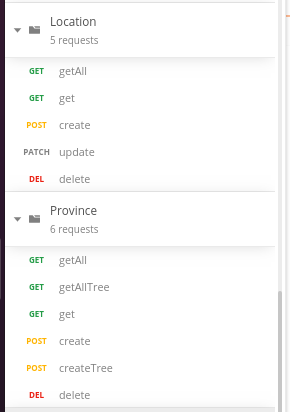 Location
5 requests
GET getAll
GET get
POST create
PATCH update
DEL delete
Province
6 requests
GET getAll
GET getAllTree
GET get
POST create
POST createTree
DEL delete